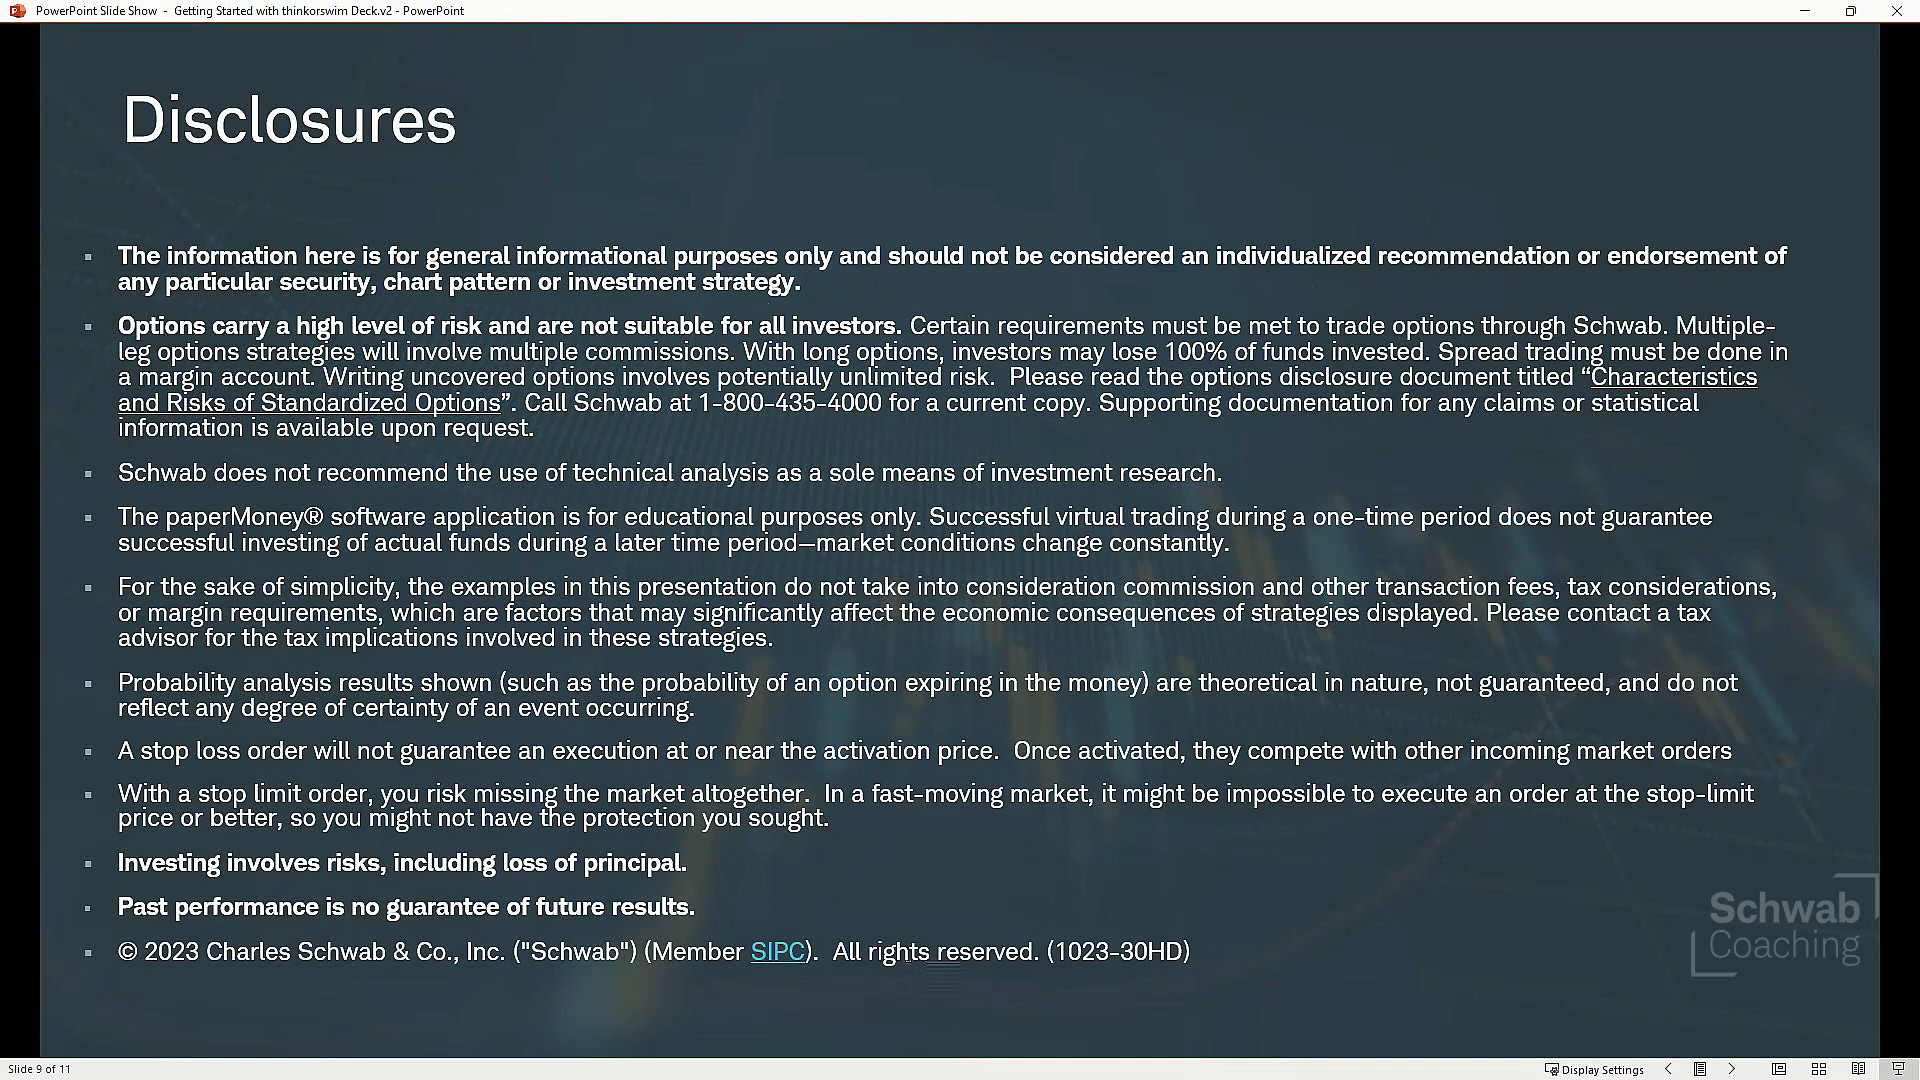 PowerPoint Slide Show - Getting Started with thinkorswim Deck.v2 - PowerPoint
Disclosures
▪ The information here is for general informational purposes only and should not be considered an individualized recommendation or endorsement of
any particular security, chart pattern or investment strategy.
▪ Options carry a high level of risk and are not suitable for all investors. Certain requirements must be met to trade options through Schwab. Multiple-
leg options strategies will involve multiple commissions. With long options, investors may lose 100% of funds invested. Spread trading must be done in
a margin account. Writing uncovered options involves potentially unlimited risk.  Please read the options disclosure document titled “Characteristics
and Risks of Standardized Options”. Call Schwab at 1-800-435-4000 for a current copy. Supporting documentation for any claims or statistical
information is available upon request.
▪ Schwab does not recommend the use of technical analysis as a sole means of investment research.
▪ The paperMoney® software application is for educational purposes only. Successful virtual trading during a one-time period does not guarantee
successful investing of actual funds during a later time period—market conditions change constantly.
▪ For the sake of simplicity, the examples in this presentation do not take into consideration commission and other transaction fees, tax considerations,
or margin requirements, which are factors that may significantly affect the economic consequences of strategies displayed. Please contact a tax
advisor for the tax implications involved in these strategies.
▪ Probability analysis results shown (such as the probability of an option expiring in the money) are theoretical in nature, not guaranteed, and do not
reflect any degree of certainty of an event occurring.
▪ A stop loss order will not guarantee an execution at or near the activation price.  Once activated, they compete with other incoming market orders
▪ With a stop limit order, you risk missing the market altogether.  In a fast-moving market, it might be impossible to execute an order at the stop-limit
price or better, so you might not have the protection you sought.
▪ Investing involves risks, including loss of principal.
▪ Past performance is no guarantee of future results.
▪ © 2023 Charles Schwab & Co., Inc. ("Schwab") (Member SIPC).  All rights reserved. (1023-30HD)
Schwab
Coaching
Slide 9 of 11
Display Settings